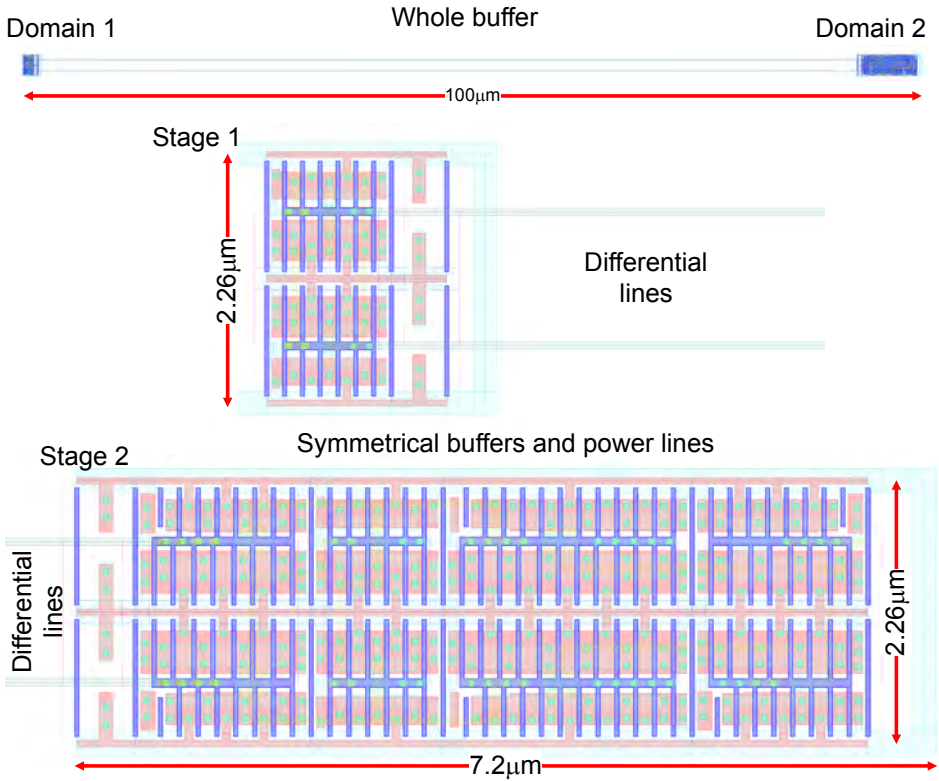 Whole buffer
Domain 1
Domain 2
100μm
Stage 1
2.26μm
Differential
lines
Symmetrical buffers and power lines
Stage 2
Differential
lines
2.26μm
7.2μm